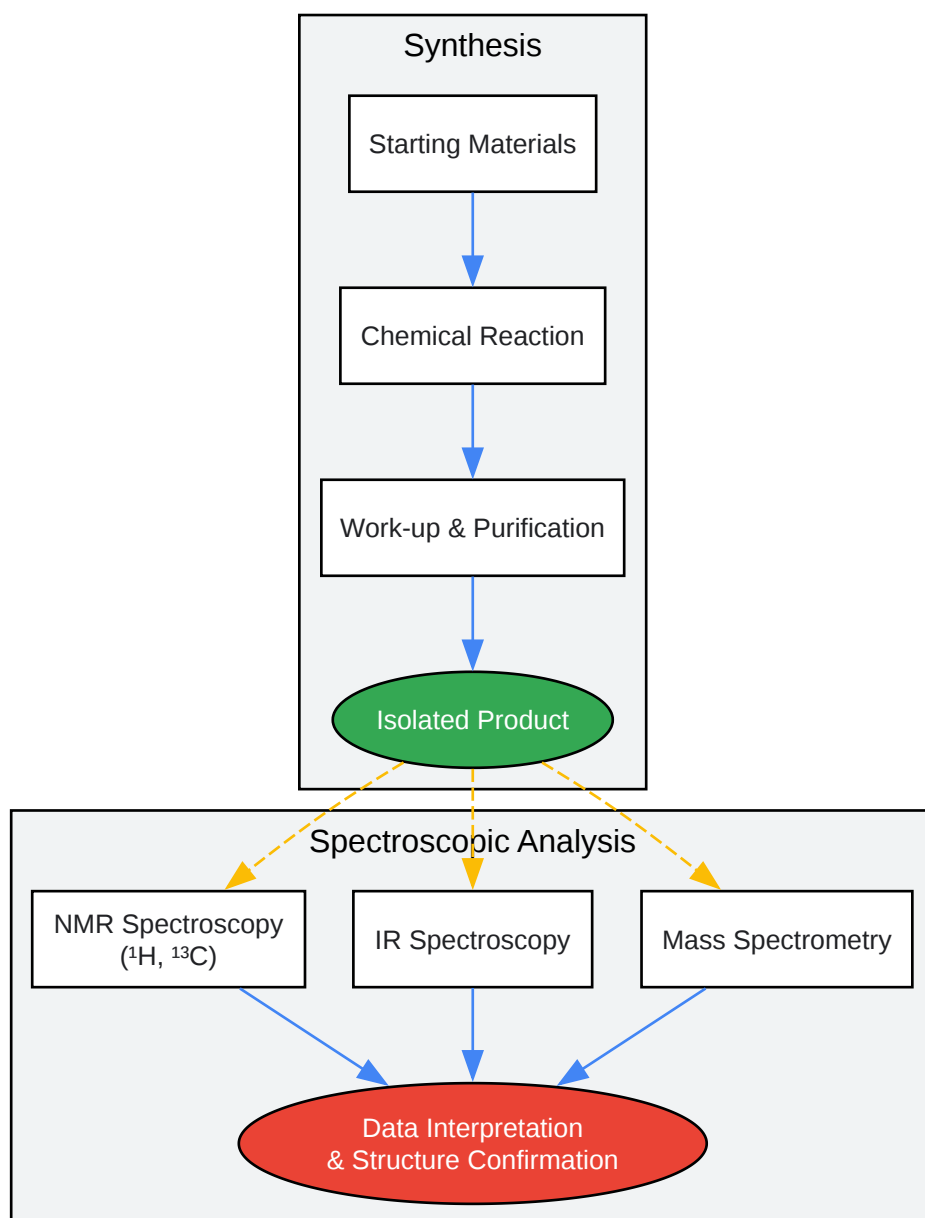 Synthesis
Starting Materials
Chemical Reaction
Work-up & Purification
Isolated Product
Spectroscopic Analysis
NMR Spectroscopy
(¹H, ¹³C)
IR Spectroscopy
Mass Spectrometry
Data Interpretation
& Structure Confirmation